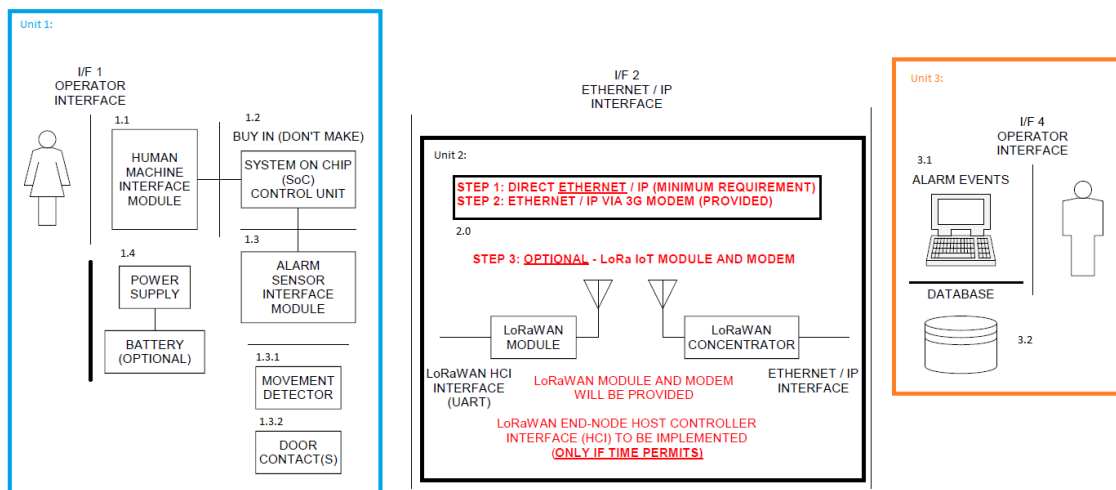 Unit 1:
I/F 1
OPERATOR
INTERFACE
1.1
HUMAN
MACHINE
INTERFACE
MODULE
1.2
BUY IN (DON'T MAKE)
SYSTEM ON CHIP
(SoC)
CONTROL UNIT
1.3
ALARM
SENSOR
INTERFACE
MODULE
1.4
POWER
SUPPLY
BATTERY
(OPTIONAL)
1.3.1
MOVEMENT
DETECTOR
1.3.2
DOOR
CONTACT(S)
I/F 2
ETHERNET / IP
INTERFACE
Unit 2:
STEP 1: DIRECT ETHERNET / IP (MINIMUM REQUIREMENT)
STEP 2: ETHERNET / IP VIA 3G MODEM (PROVIDED)
2.0
STEP 3: OPTIONAL - LoRa IoT MODULE AND MODEM
LoRaWAN
MODULE
LoRaWAN
CONCENTRATOR
LoRaWAN HCI
INTERFACE
(UART)
LoRaWAN MODULE AND MODEM
WILL BE PROVIDED
ETHERNET / IP
INTERFACE
LoRaWAN END-NODE HOST CONTROLLER
INTERFACE (HCI) TO BE IMPLEMENTED
(ONLY IF TIME PERMITS)
Unit 3:
I/F 4
OPERATOR
INTERFACE
3.1
ALARM EVENTS
DATABASE
3.2